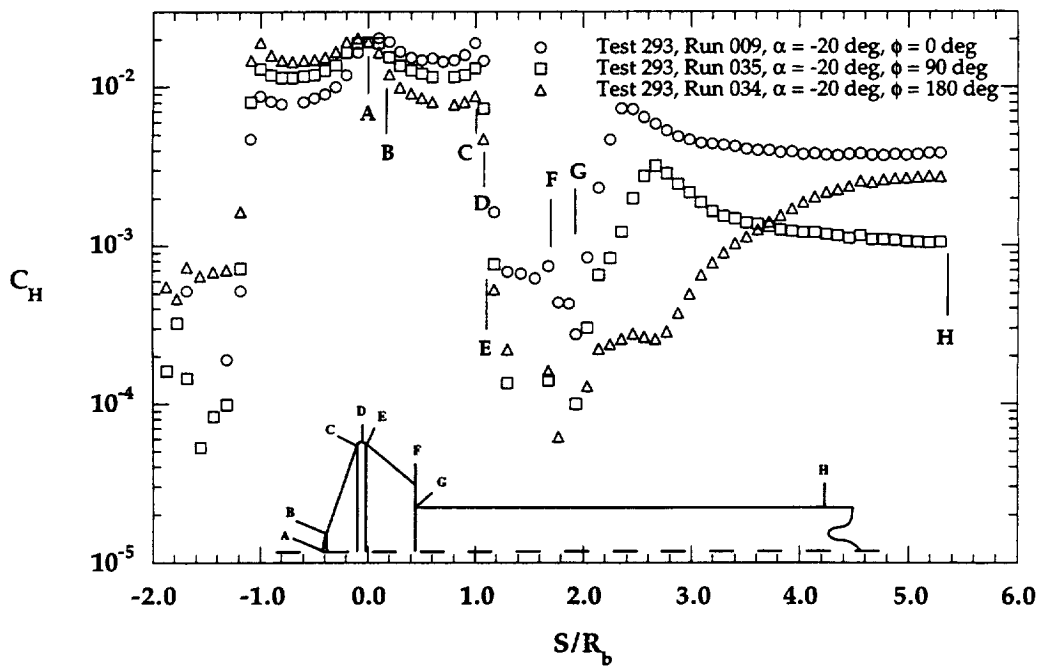 Test 293, Run 009, α = -20 deg, ϕ = 0 deg
Test 293, Run 035, α = -20 deg, ϕ = 90 deg
Test 293, Run 034, α = -20 deg, ϕ = 180 deg
10⁻²
A
B
C
D
F
G
10⁻³
C_H
E
H
10⁻⁴
D
C
E
F
G
H
B
A
10⁻⁵
-2.0 -1.0 0.0 1.0 2.0 3.0 4.0 5.0 6.0
S/R_b